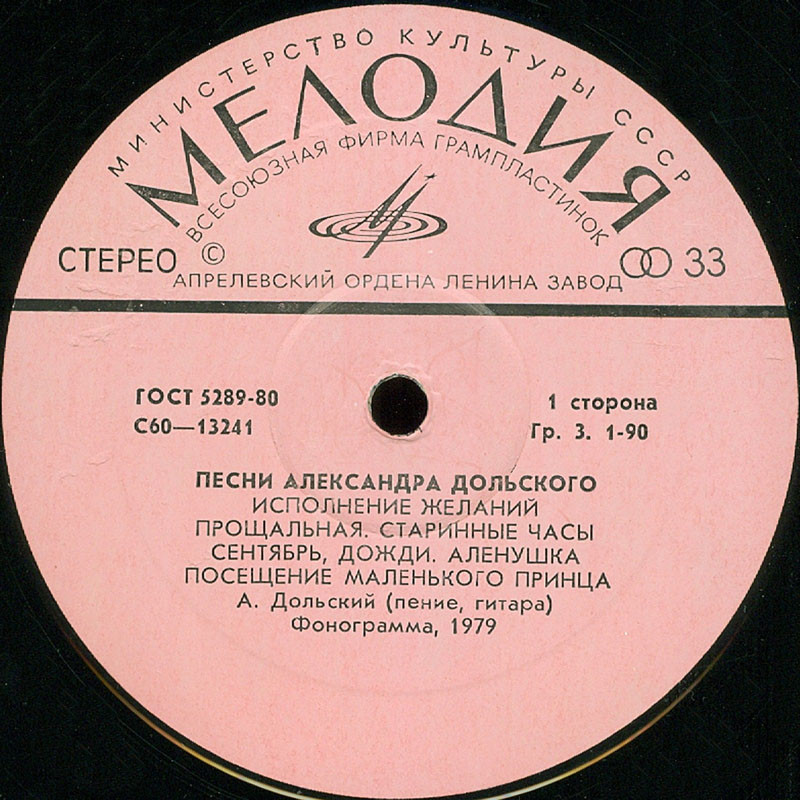 МИНИСТЕРСТВО КУЛЬТУРЫ СССР
МЕЛОДИЯ
ВСЕСОЮЗНАЯ ФИРМА ГРАМПЛАСТИНОК
СТЕРЕО © 33
АПРЕЛЕВСКИЙ ОРДЕНА ЛЕНИНА ЗАВОД
ГОСТ 5289-80 1 сторона
С60—13241 Гр. 3. 1-90
ПЕСНИ АЛЕКСАНДРА ДОЛЬСКОГО
ИСПОЛНЕНИЕ ЖЕЛАНИЙ
ПРОЩАЛЬНАЯ. СТАРИННЫЕ ЧАСЫ
СЕНТЯБРЬ, ДОЖДИ. АЛЕНУШКА
ПОСЕЩЕНИЕ МАЛЕНЬКОГО ПРИНЦА
А. Дольский (пение, гитара)
Фонограмма, 1979